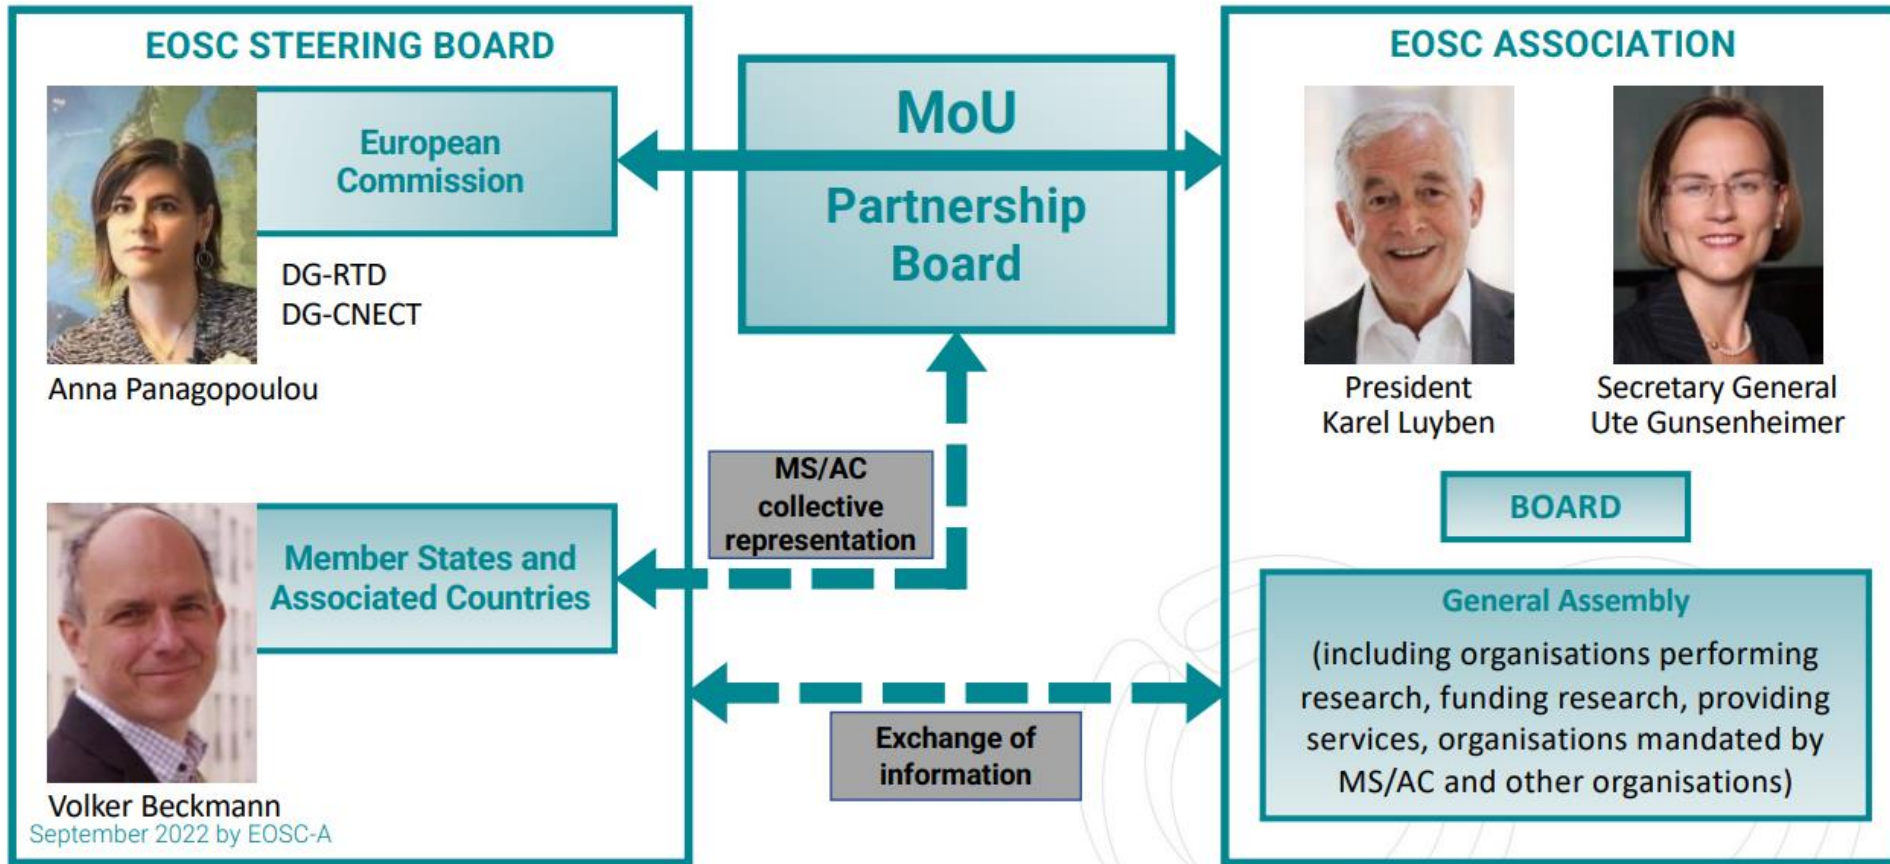 EOSC STEERING BOARD
European
Commission
DG-RTD
DG-CNECT
Anna Panagopoulou
Member States and
Associated Countries
Volker Beckmann
September 2022 by EOSC-A
MoU
Partnership
Board
MS/AC
collective
representation
Exchange of
information
EOSC ASSOCIATION
President
Karel Luyben
Secretary General
Ute Gunsenheimer
BOARD
General Assembly
(including organisations performing
research, funding research, providing
services, organisations mandated by
MS/AC and other organisations)